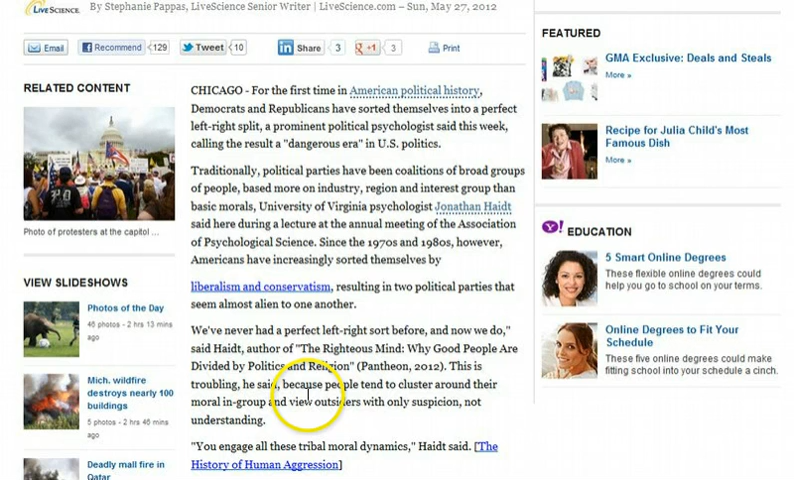 LIVESCIENCE.
By Stephanie Pappas, LiveScience Senior Writer | LiveScience.com – Sun, May 27, 2012
Email
Recommend
129
Tweet
10
Share
3
+1
3
Print
RELATED CONTENT
Photo of protesters at the capitol ...
VIEW SLIDESHOWS
Photos of the Day
46 photos - 2 hrs 13 mins
ago
Mich. wildfire
destroys nearly 100
buildings
5 photos - 2 hrs 46 mins
ago
Deadly mall fire in
Qatar
CHICAGO - For the first time in American political history,
Democrats and Republicans have sorted themselves into a perfect
left-right split, a prominent political psychologist said this week,
calling the result a "dangerous era" in U.S. politics.
Traditionally, political parties have been coalitions of broad groups
of people, based more on industry, region and interest group than
basic morals, University of Virginia psychologist Jonathan Haidt
said here during a lecture at the annual meeting of the Association
of Psychological Science. Since the 1970s and 1980s, however,
Americans have increasingly sorted themselves by
liberalism and conservatism, resulting in two political parties that
seem almost alien to one another.
We've never had a perfect left-right sort before, and now we do,"
said Haidt, author of "The Righteous Mind: Why Good People Are
Divided by Politics and Religion" (Pantheon, 2012). This is
troubling, he said, because people tend to cluster around their
moral in-group and view outsiders with only suspicion, not
understanding.
"You engage all these tribal moral dynamics," Haidt said. [The
History of Human Aggression]
FEATURED
GMA Exclusive: Deals and Steals
More »
Recipe for Julia Child's Most
Famous Dish
More »
Y! EDUCATION
5 Smart Online Degrees
These flexible online degrees could
help you go to school on your terms.
Online Degrees to Fit Your
Schedule
These five online degrees could make
fitting school into your schedule a cinch.